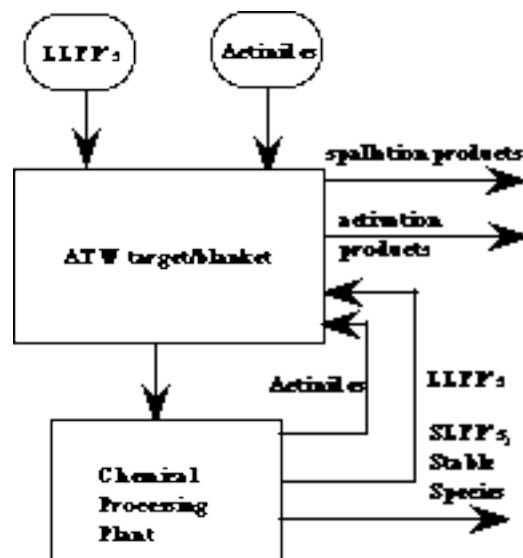 LLFP's
Actinides
spallation products
activation
products
ATW target/blanket
Actinides
LLFP's
SLFP's,
Stable
Species
Chemical
Processing
Plant